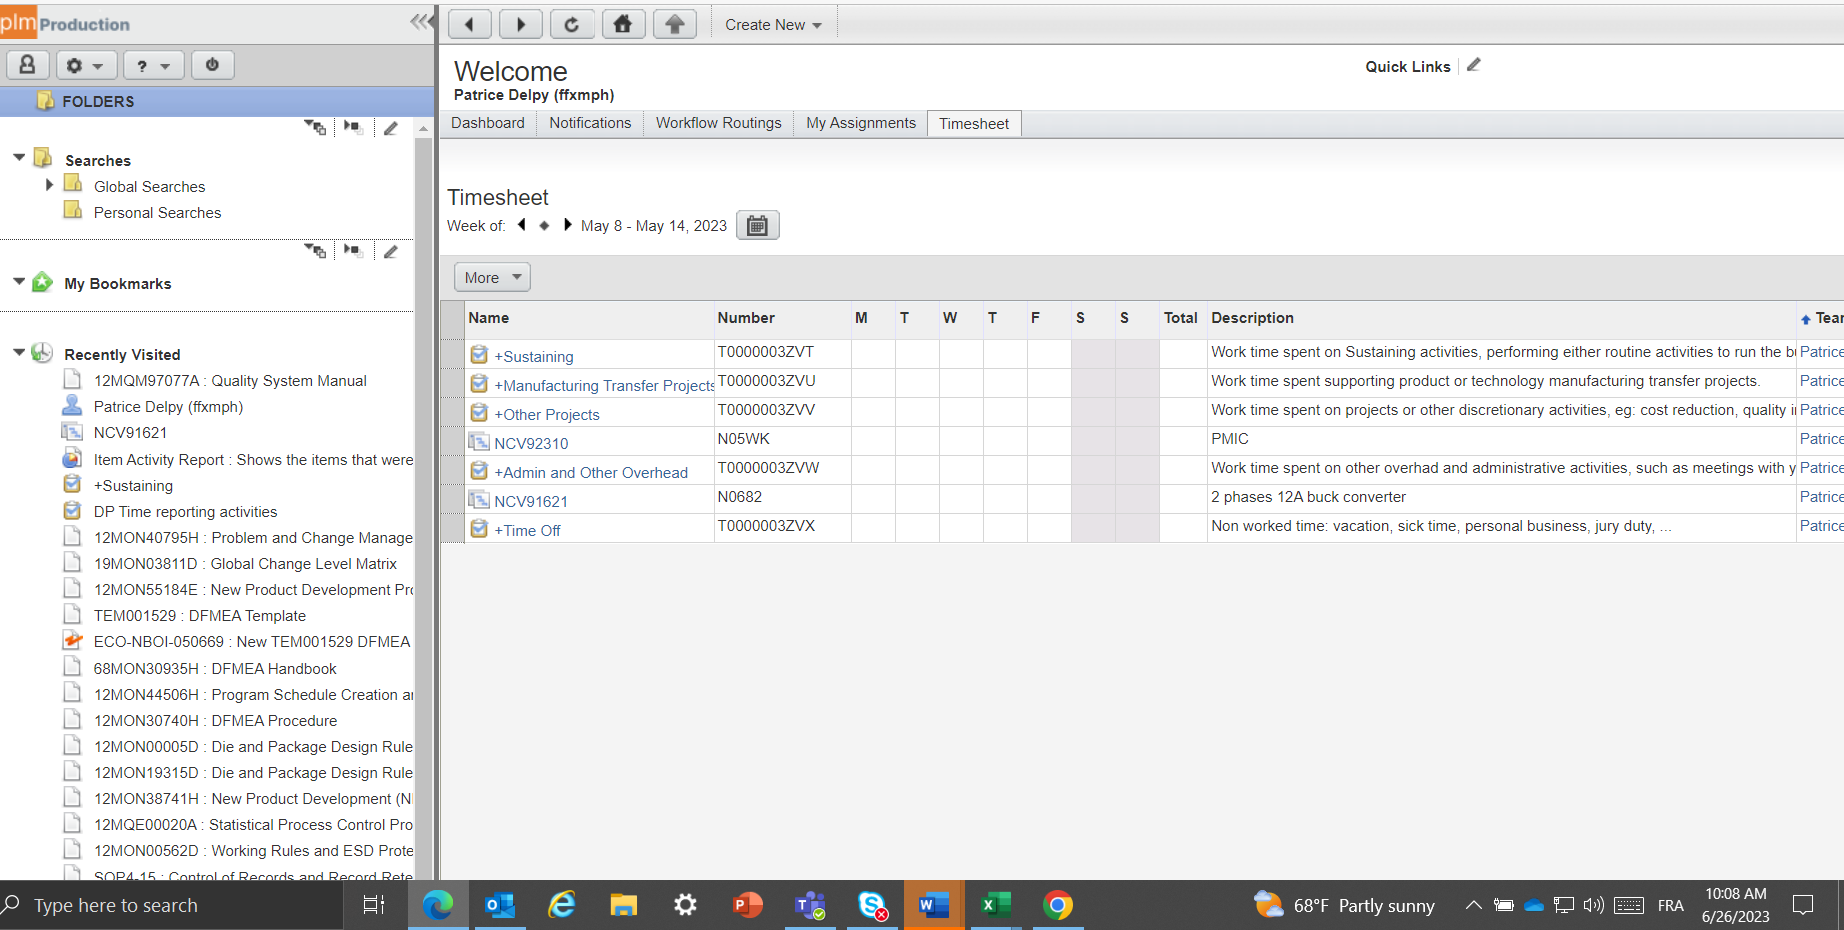 plm Production
Create New
?
FOLDERS
Searches
Global Searches
Personal Searches
My Bookmarks
Recently Visited
12MQM97077A : Quality System Manual
Patrice Delpy (ffxmph)
NCV91621
Item Activity Report : Shows the items that were
+Sustaining
DP Time reporting activities
12MON40795H : Problem and Change Manage
19MON03811D : Global Change Level Matrix
12MON55184E : New Product Development Pro
TEM001529 : DFMEA Template
ECO-NBOI-050669 : New TEM001529 DFMEA
68MON30935H : DFMEA Handbook
12MON44506H : Program Schedule Creation a
12MON30740H : DFMEA Procedure
12MON00005D : Die and Package Design Rule
12MON19315D : Die and Package Design Rule
12MON38741H : New Product Development (N
12MQE00020A : Statistical Process Control Pro
12MON00562D : Working Rules and ESD Prote
SOP4-15 : Control of Records and Record Rete
Welcome
Patrice Delpy (ffxmph)
Quick Links
Dashboard Notifications Workflow Routings My Assignments Timesheet
Timesheet
Week of: May 8 - May 14, 2023
More
Name Number M T W T F S S Total Description Tear
+Sustaining T0000003ZVT Work time spent on Sustaining activities, performing either routine activities to run the b Patrice
+Manufacturing Transfer Projects T0000003ZVU Work time spent supporting product or technology manufacturing transfer projects. Patrice
+Other Projects T0000003ZVV Work time spent on projects or other discretionary activities, eg: cost reduction, quality i Patrice
NCV92310 N05WK PMIC Patrice
+Admin and Other Overhead T0000003ZVW Work time spent on other overhad and administrative activities, such as meetings with y Patrice
NCV91621 N0682 2 phases 12A buck converter Patrice
+Time Off T0000003ZVX Non worked time: vacation, sick time, personal business, jury duty, ... Patrice
Type here to search
68°F Partly sunny
FRA
10:08 AM
6/26/2023